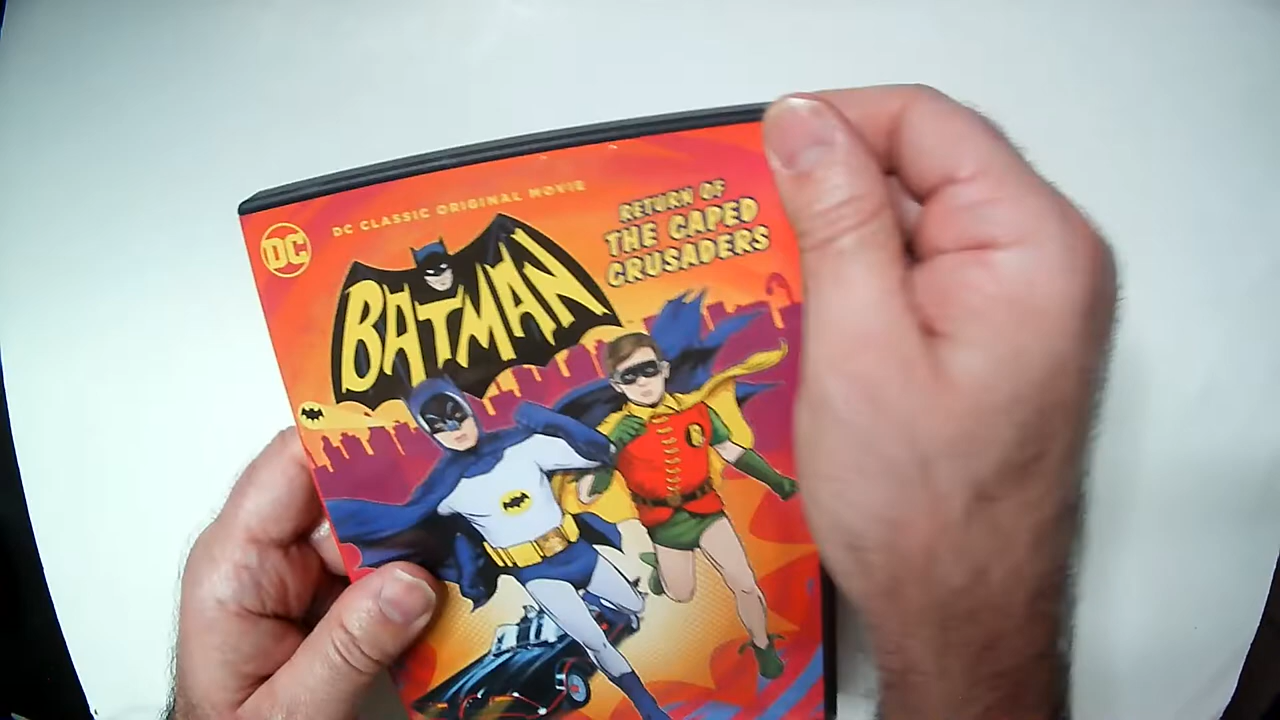 DC
DC CLASSIC ORIGINAL MOVIE
RETURN OF
THE CAPED
CRUSADERS
BATMAN
R